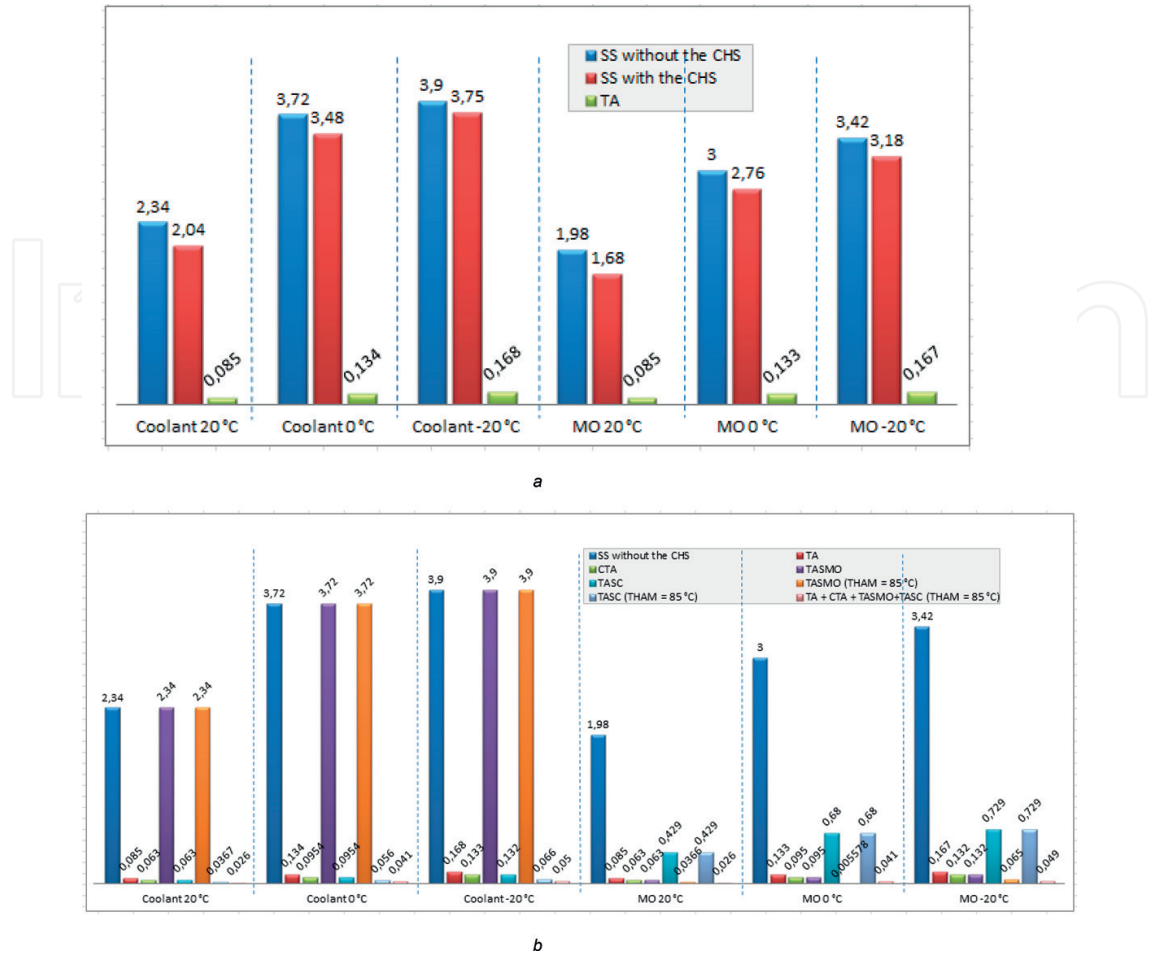 SS without the CHS
SS with the CHS
TA
2,34
2,04
0,085
3,72
3,48
0,134
3,9
3,75
0,168
1,98
1,68
0,085
3
2,76
0,133
3,42
3,18
0,167
Coolant 20°C
Coolant 0°C
Coolant -20°C
MO 20°C
MO 0°C
MO -20°C
a
SS without the CHS
TA
CTA
TASMO
TASC
TASMO (THAM = 85°C)
TASC (THAM = 85°C)
TA + CTA + TASMO+TASC (THAM = 85°C)
2,34
0,085
0,063
2,34
0,063
2,34
0,0367
0,026
3,72
0,134
0,0954
3,72
0,0954
3,72
0,056
0,041
3,9
0,168
0,133
3,9
0,132
3,9
0,066
0,05
1,98
0,085
0,063
0,063
0,429
0,0366
0,429
0,026
3
0,133
0,095
0,095
0,68
0,005578
0,68
0,041
3,42
0,167
0,132
0,132
0,729
0,065
0,729
0,049
Coolant 20°C
Coolant 0°C
Coolant-20°C
MO 20°C
MO 0°C
MO -20°C
b